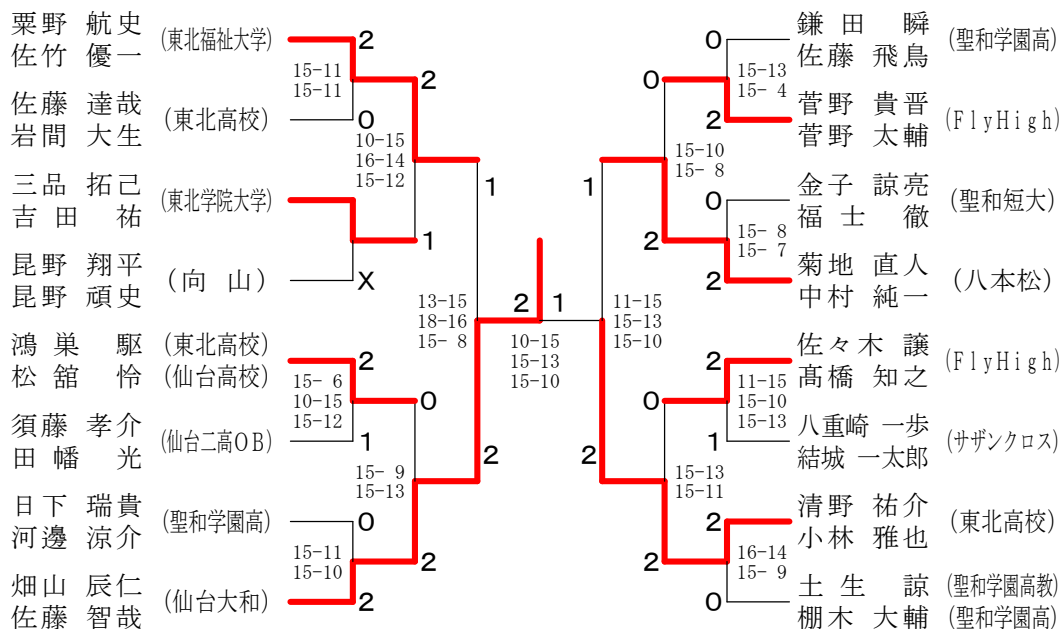 粟野 航史
佐竹 優一
(東北福祉大学)
2
15-11
15-11
佐藤 達哉
岩間 大生
(東北高校)
0
2
10-15
16-14
15-12
三品 拓己
吉田 祐
(東北学院大学)
1
昆野 翔平
昆野 頑史
(向 山)
X
1
13-15
18-16
15- 8
鴻巣 駆
松舘 怜
(東北高校)
(仙台高校)
2
15- 6
10-15
15-12
須藤 孝介
田幡 光
(仙台二高OB)
1
0
15- 9
15-13
2
日下 瑞貴
河邊 涼介
(聖和学園高)
0
15-11
15-10
畑山 辰仁
佐藤 智哉
(仙台大和)
2
2
2
1
10-15
15-13
15-10
鎌田 瞬
佐藤 飛鳥
(聖和学園高)
0
15-13
15- 4
菅野 貴晋
菅野 太輔
(FlyHigh)
2
0
15-10
15- 8
金子 諒亮
福士 徹
(聖和短大)
0
15- 8
15- 7
菊地 直人
中村 純一
(八本松)
2
2
1
11-15
15-13
15-10
佐々木 譲
髙橋 知之
(FlyHigh)
2
11-15
15-10
15-13
八重崎 一歩
結城 一太郎
(サザンクロス)
1
0
15-13
15-11
2
清野 祐介
小林 雅也
(東北高校)
2
16-14
15- 9
土生 諒
棚木 大輔
(聖和学園高教)
(聖和学園高)
0
2